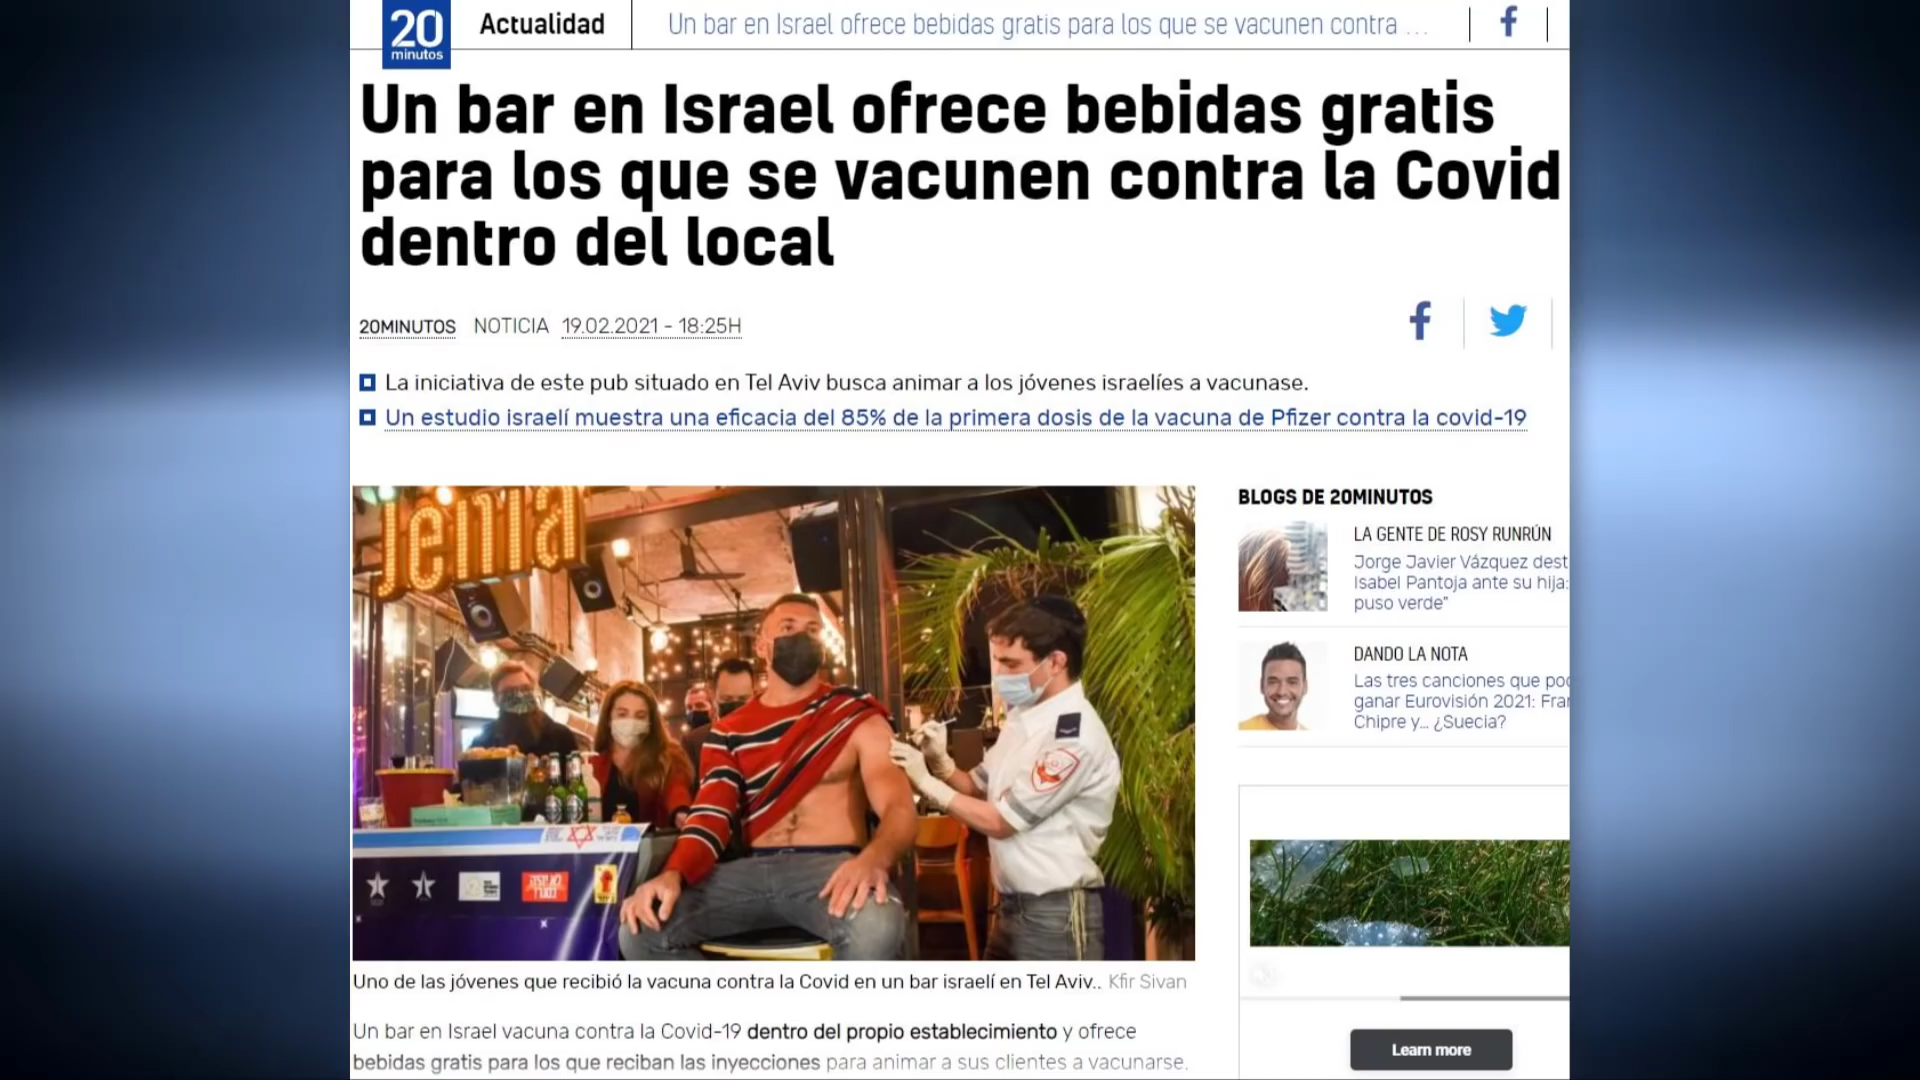 20
minutos
Actualidad
Un bar en Israel ofrece bebidas gratis para los que se vacunen contra ...
Un bar en Israel ofrece bebidas gratis
para los que se vacunen contra la Covid
dentro del local
20MINUTOS NOTICIA 19.02.2021 - 18:25H
La iniciativa de este pub situado en Tel Aviv busca animar a los jóvenes israelíes a vacunase.
Un estudio israelí muestra una eficacia del 85% de la primera dosis de la vacuna de Pfizer contra la covid-19
BLOGS DE 20MINUTOS
LA GENTE DE ROSY RUNRÚN
Jorge Javier Vázquez dest
Isabel Pantoja ante su hija:
puso verde"
DANDO LA NOTA
Las tres canciones que poc
ganar Eurovisión 2021: Frar
Chipre y... ¿Suecia?
Jenia
Uno de las jóvenes que recibió la vacuna contra la Covid en un bar israelí en Tel Aviv.. Kfir Sivan
Un bar en Israel vacuna contra la Covid-19 dentro del propio establecimiento y ofrece
bebidas gratis para los que reciban las inyecciones para animar a sus clientes a vacunarse.
Learn more